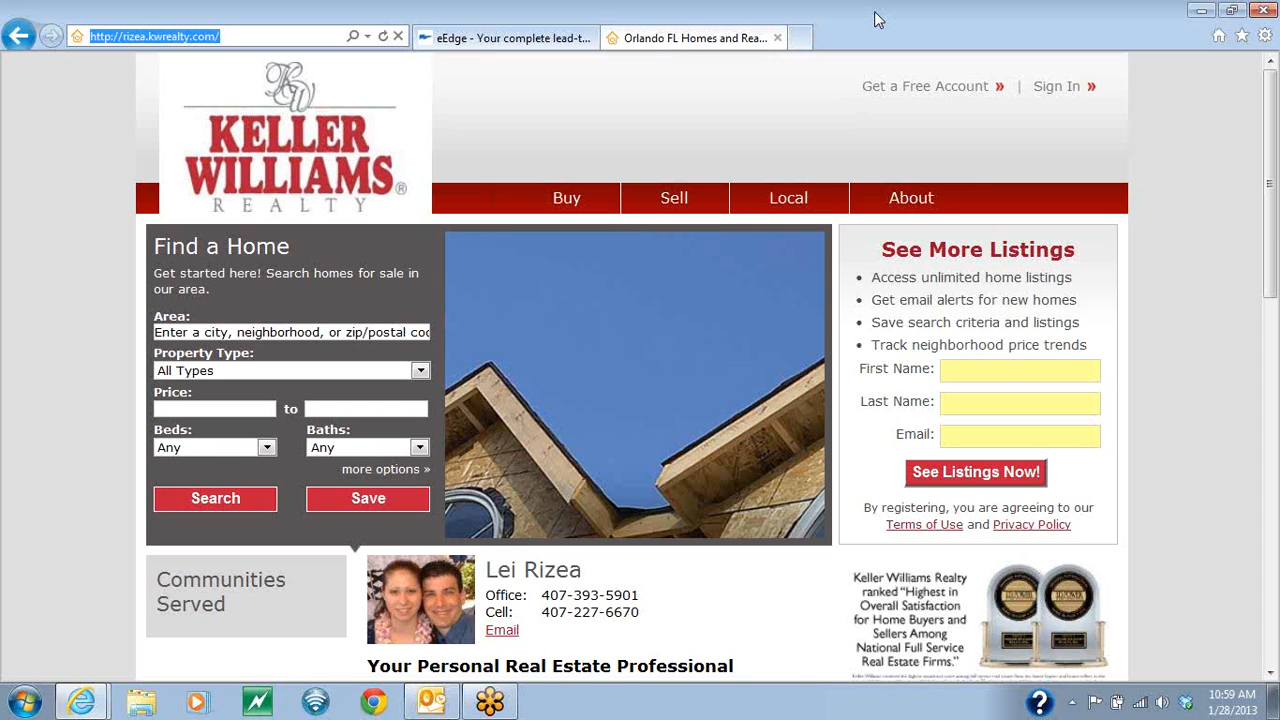 http://rizea.kwrealty.com/
eEdge - Your complete lead-t...
Orlando FL Homes and Rea...
Get a Free Account » | Sign In »
KW
KELLER
WILLIAMS®
REALTY
Buy Sell Local About
Find a Home
Get started here! Search homes for sale in
our area.
Area:
Enter a city, neighborhood, or zip/postal cod
Property Type:
All Types
Price:
to
Beds: Baths:
Any Any
more options »
Search Save
See More Listings
• Access unlimited home listings
• Get email alerts for new homes
• Save search criteria and listings
• Track neighborhood price trends
First Name:
Last Name:
Email:
See Listings Now!
By registering, you are agreeing to our
Terms of Use and Privacy Policy
Communities
Served
Lei Rizea
Office: 407-393-5901
Cell: 407-227-6670
Email
Your Personal Real Estate Professional
Keller Williams Realty
ranked “Highest in
Overall Satisfaction
for Home Buyers and
Sellers Among
National Full Service
Real Estate Firms.”
10:59 AM
1/28/2013